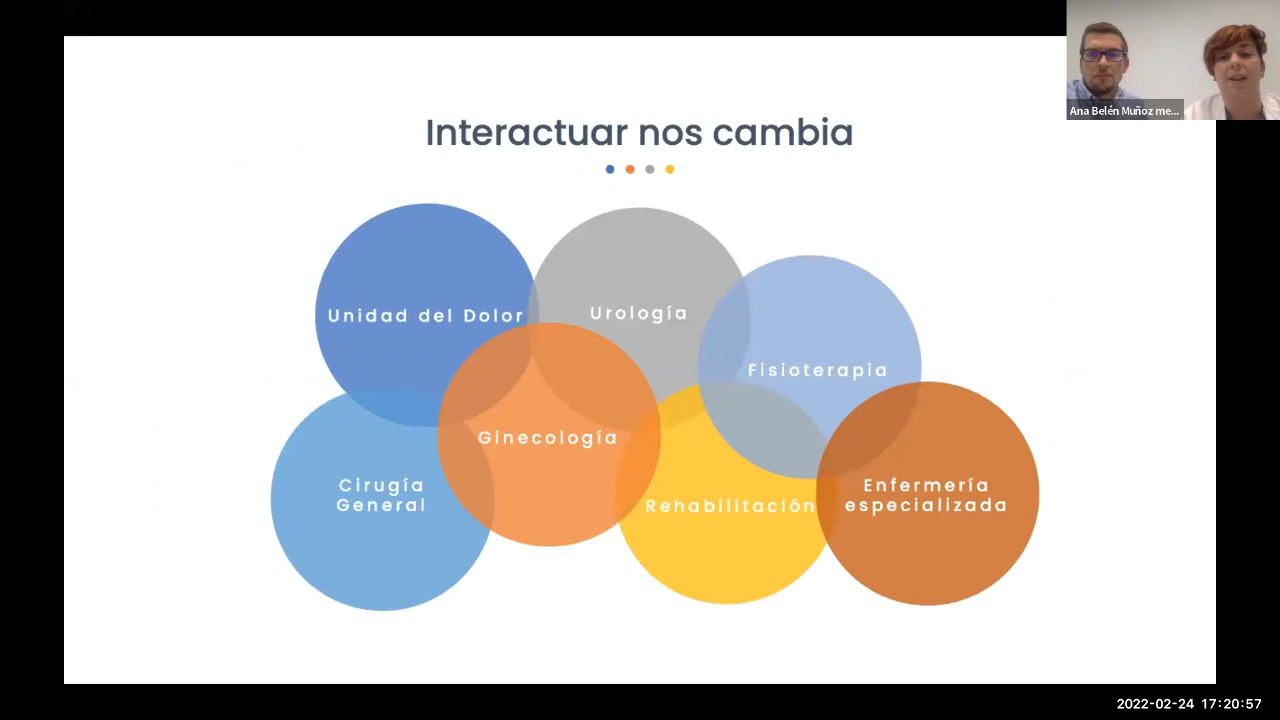 Ana Belén Muñoz me...
Interactuar nos cambia
Unidad del Dolor
Urología
Fisioterapia
Ginecología
Cirugía
General
Rehabilitación
Enfermería
especializada
2022-02-24 17:20:57